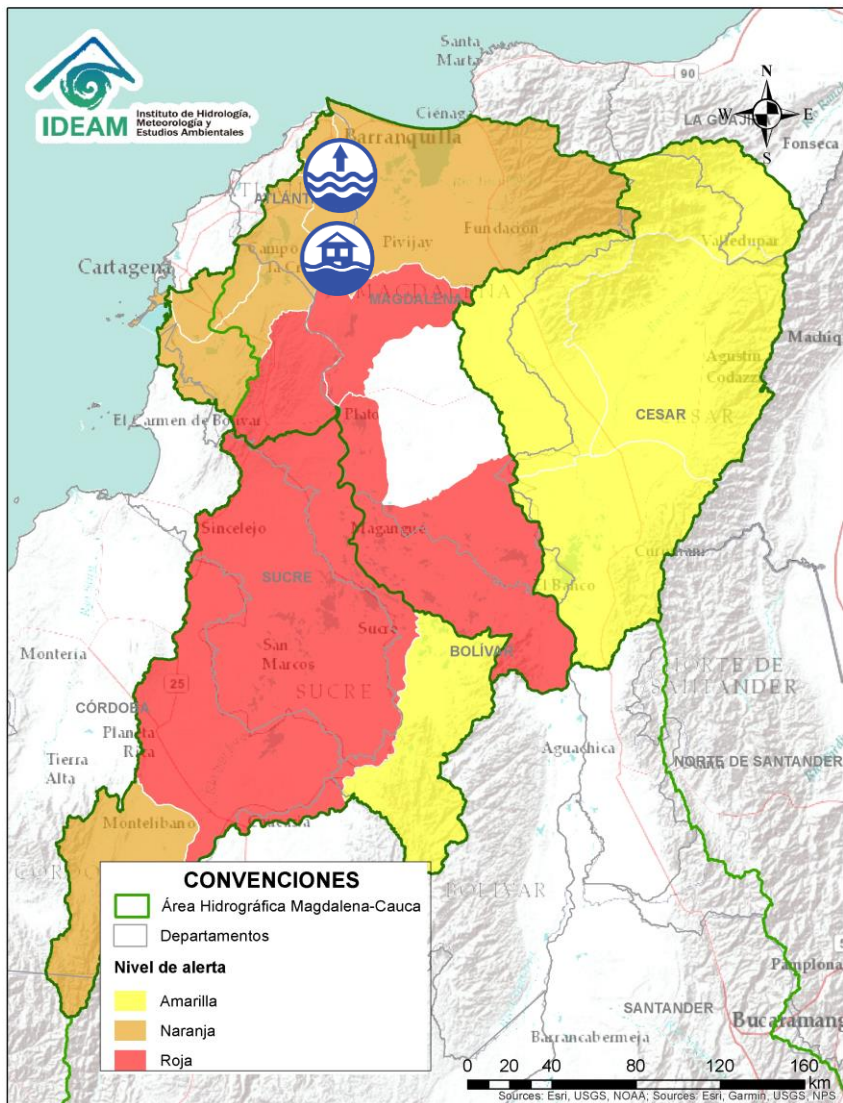 IDEAM
Instituto de Hidrología,
Meteorología y
Estudios Ambientales
Santa
Marta
90
N
W
E
S
LA GUAJIRA
Fonseca
Ciénaga
Barranquilla
Valledupar
Pivijay
Fundación
Cartagena
MAGDALENA
Agustín
Codazzi
CESAR
El Carmen de Bolívar
Plato
Sincelejo
Magangué
SUCRE
El Banco
Sucre
San
Marcos
BOLÍVAR
SUCRE
Montería
25
CÓRDOBA
Planeta
Rica
NORTE DE
SANTANDER
Tierra
Alta
Aguachica
NORTE DE SANTANDER
Montelibano
BOLÍVAR
CONVENCIONES
Área Hidrográfica Magdalena-Cauca
Departamentos
Nivel de alerta
Amarilla
Naranja
Roja
Pamplona
SANTANDER
Bucaramang
Barrancabermeja
0 20 40 80 120 160
km
Sources: Esri, USGS, NOAA; Sources: Esri, Garmin, USGS, NPS